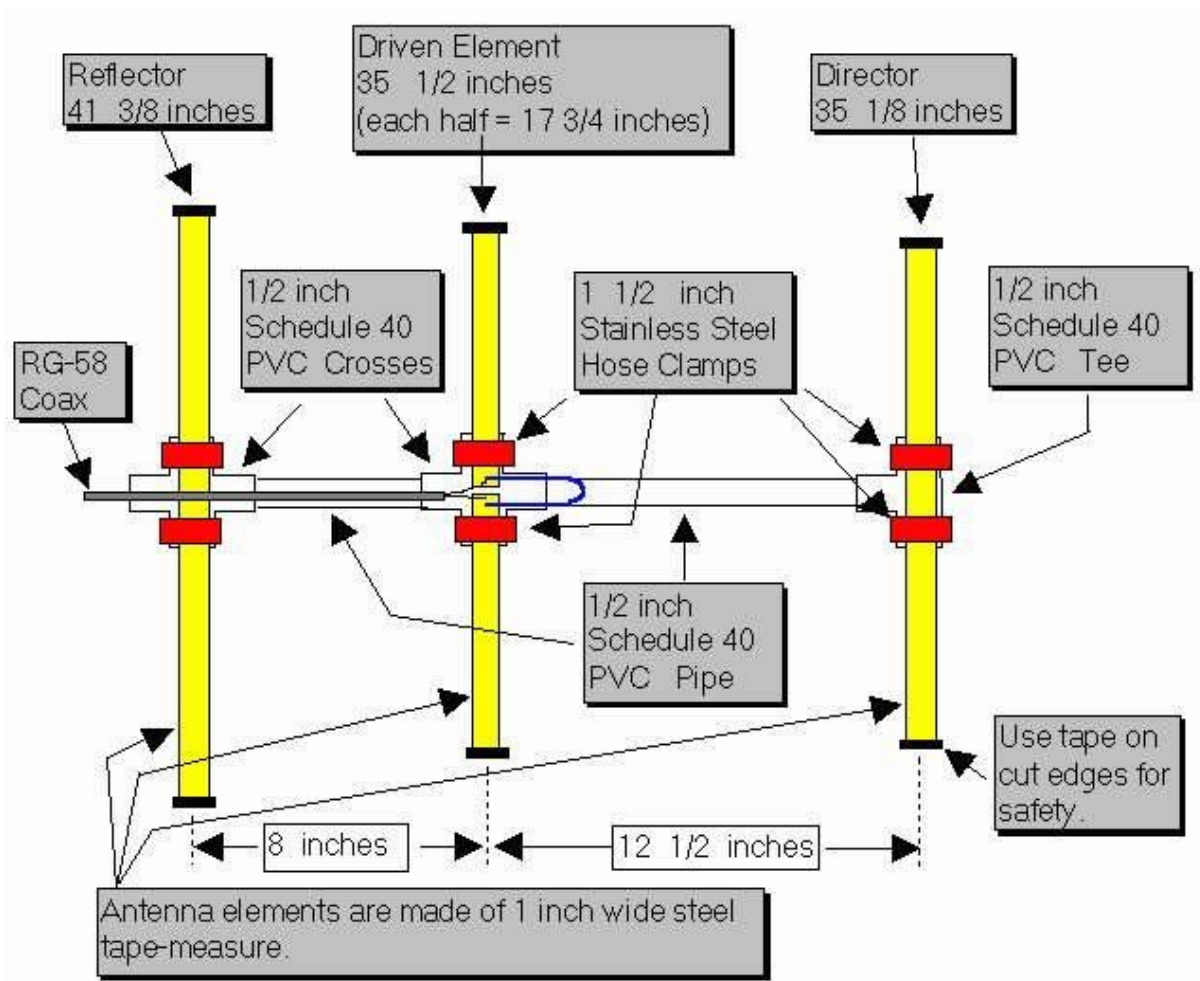 Reflector
41 3/8 inches
Driven Element
35 1/2 inches
(each half = 17 3/4 inches)
Director
35 1/8 inches
RG-58
Coax
1/2 inch
Schedule 40
PVC Crosses
1 1/2 inch
Stainless Steel
Hose Clamps
1/2 inch
Schedule 40
PVC Tee
1/2 inch
Schedule 40
PVC Pipe
Use tape on
cut edges for
safety.
8 inches
12 1/2 inches
Antenna elements are made of 1 inch wide steel
tape-measure.